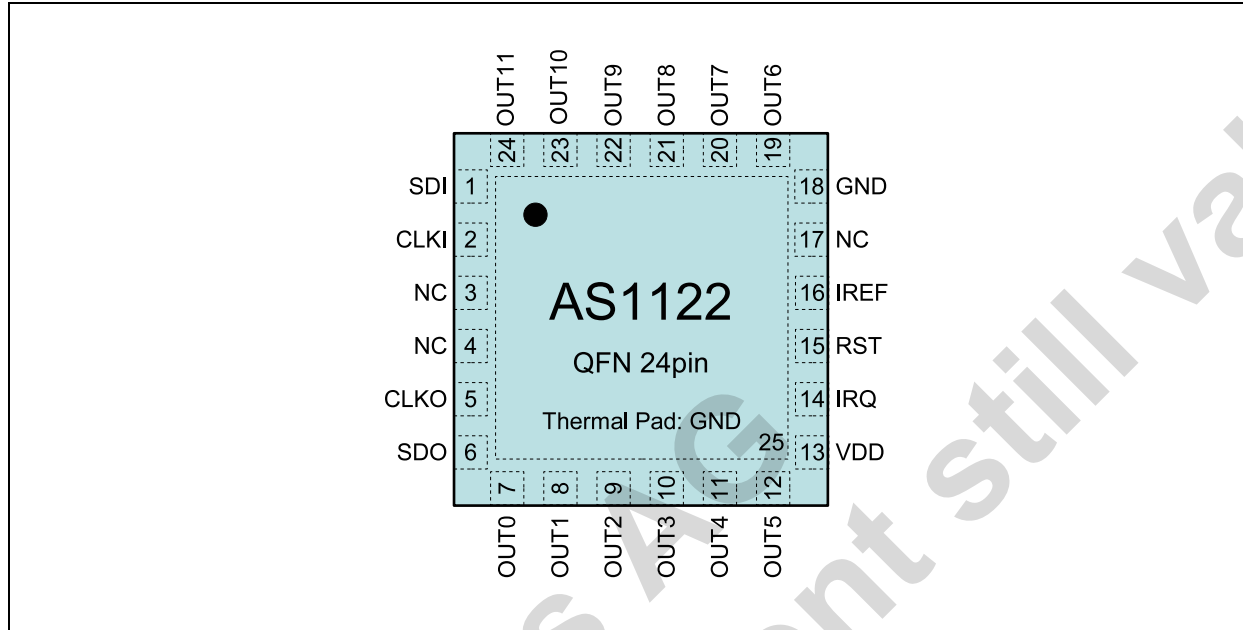 OUT11 OUT10 OUT9 OUT8 OUT7 OUT6
24 23 22 21 20 19
SDI 1 18 GND
CLKI 2 17 NC
NC 3 16 IREF
AS1122
NC 4 15 RST
QFN 24pin
CLKO 5 14 IRQ
Thermal Pad: GND
25
SDO 6 13 VDD
7 8 9 10 11 12
OUT0 OUT1 OUT2 OUT3 OUT4 OUT5
AG
still